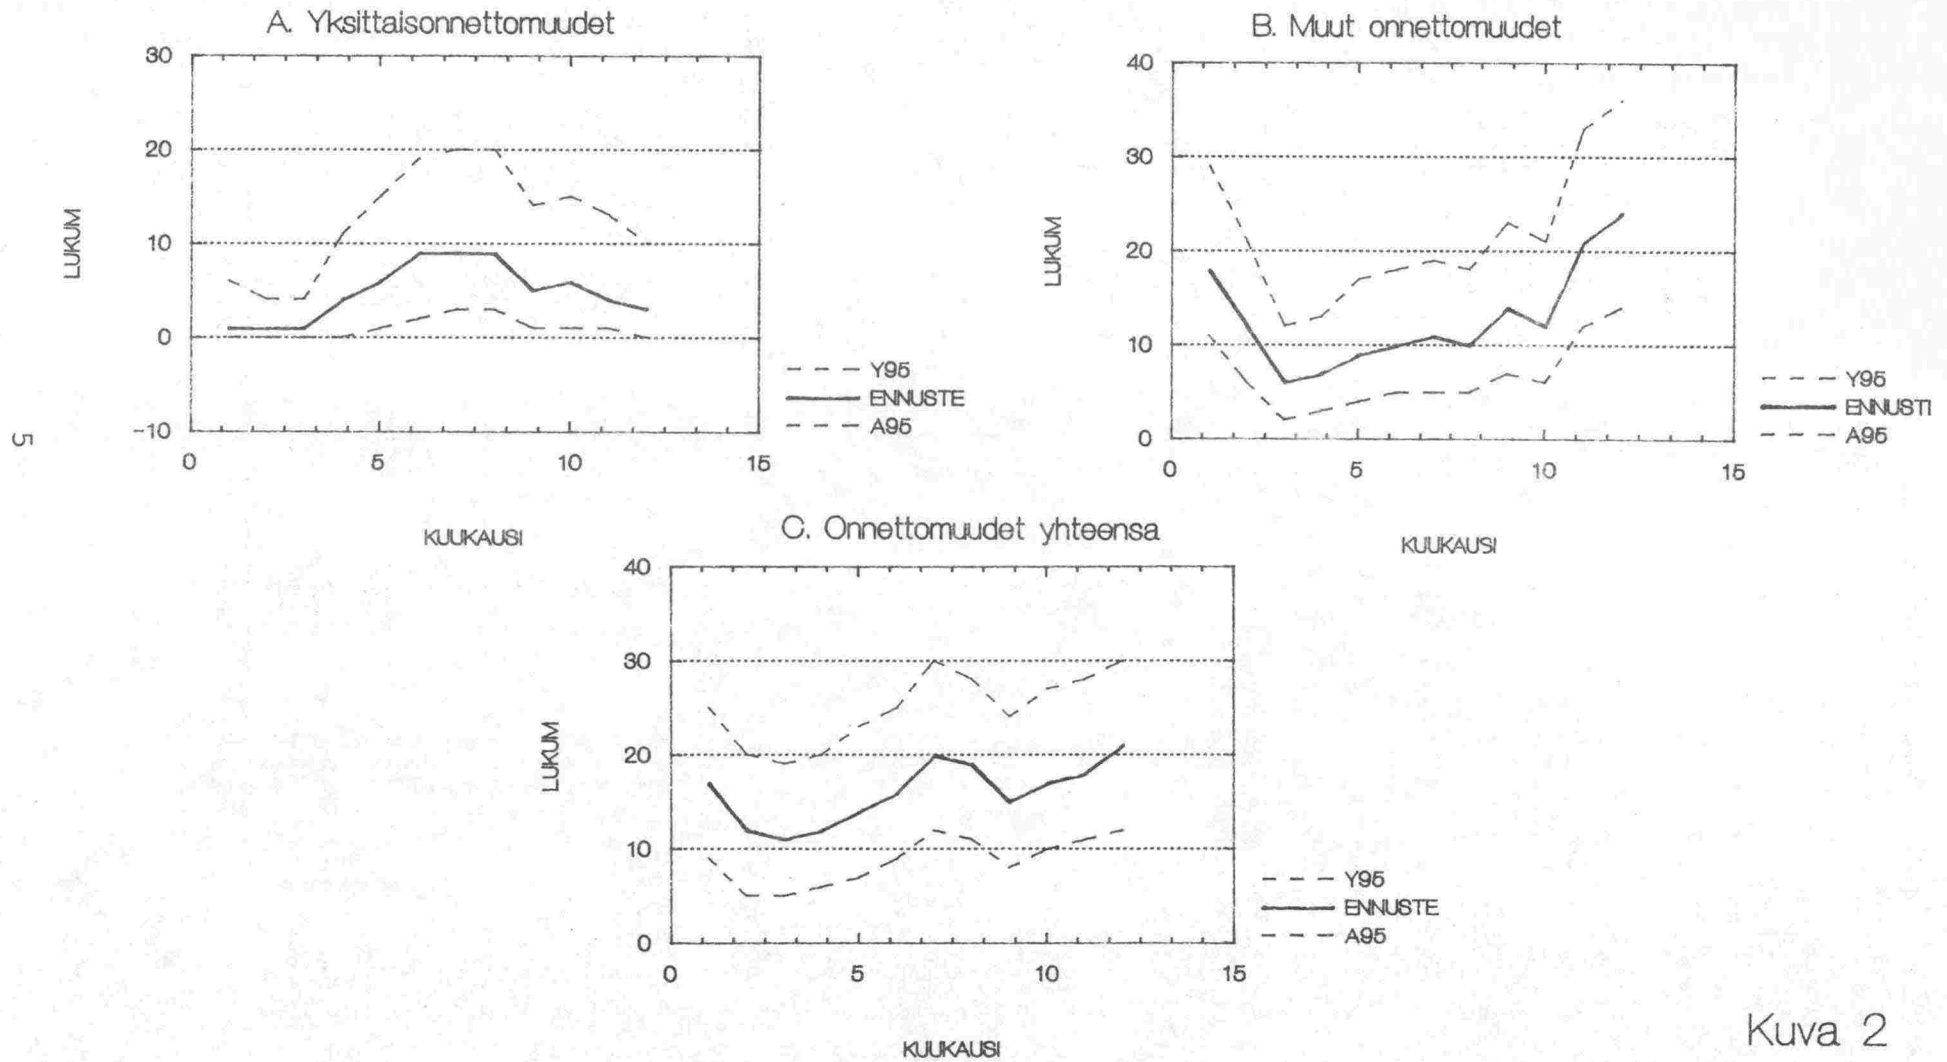 A. Yksittaisonnettomuudet
30
20
10
0
-10
0 5 10 15
LUKUM
KUUKAUSI
Y95
ENNUSTE
A95
B. Muut onnettomuudet
40
30
20
10
0
0 5 10 15
LUKUM
KUUKAUSI
Y95
ENNUSTI
A95
C. Onnettomuudet yhteensa
40
30
20
10
0
0 5 10 15
LUKUM
KUUKAUSI
Y95
ENNUSTE
A95
5
Kuva 2